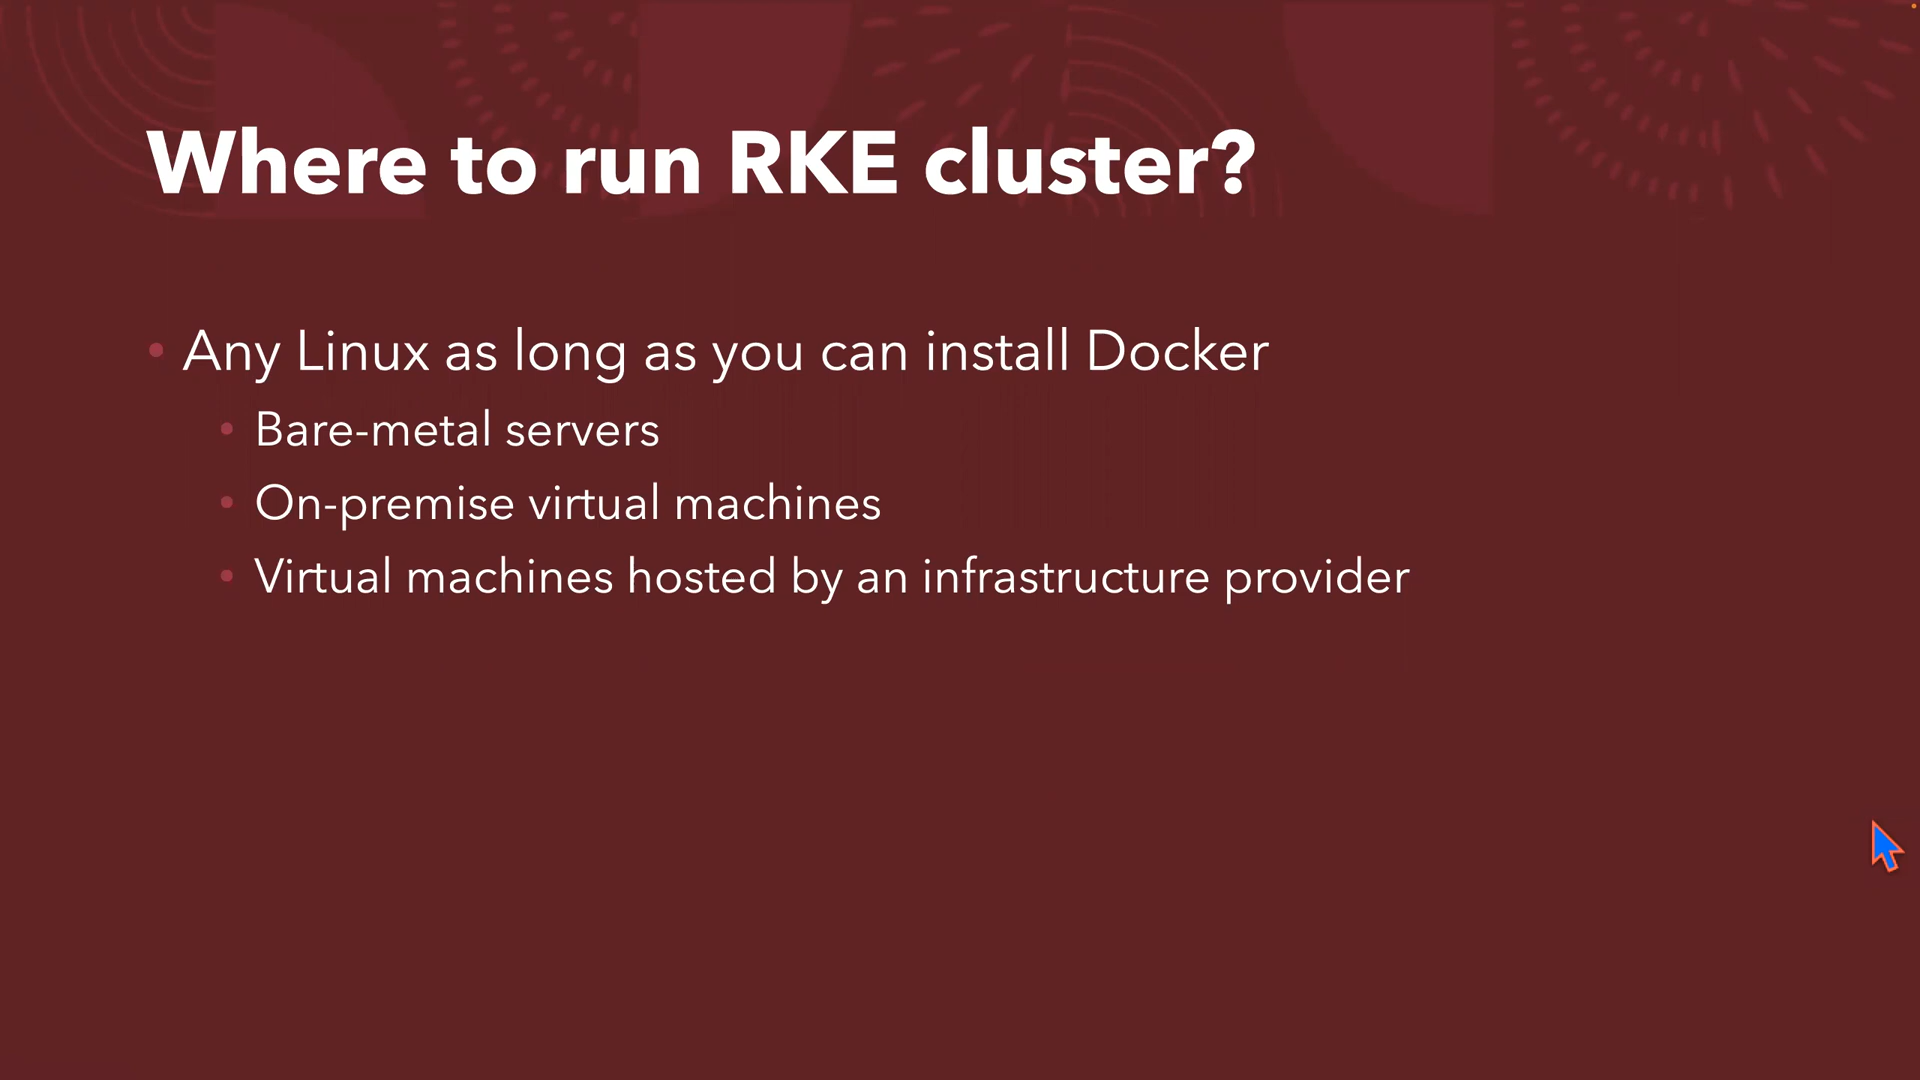 Where to run RKE cluster?
• Any Linux as long as you can install Docker
• Bare-metal servers
• On-premise virtual machines
• Virtual machines hosted by an infrastructure provider